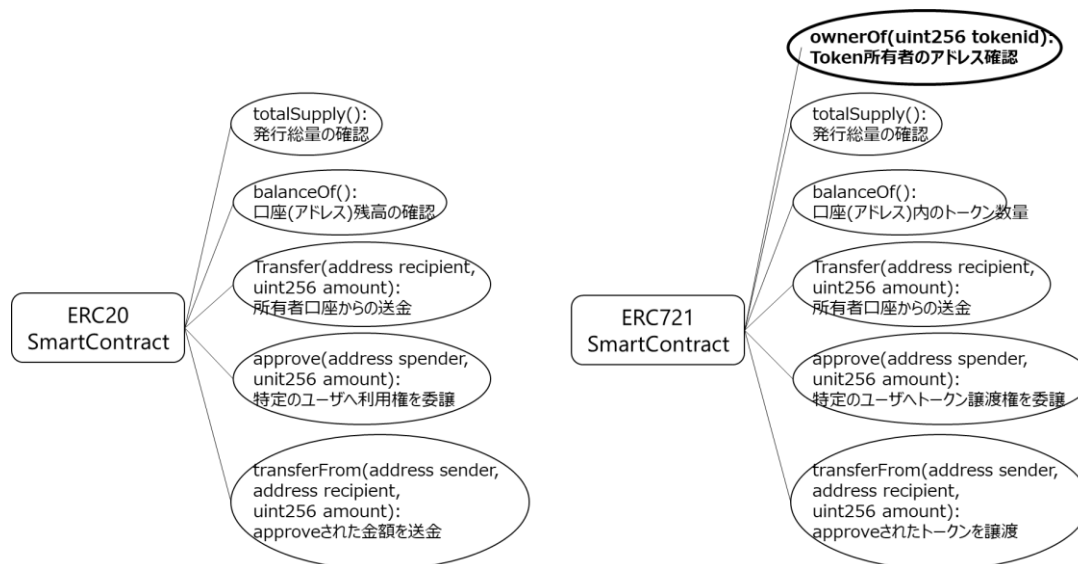 ERC20
SmartContract
totalSupply():
発行総量の確認
balanceOf():
口座(アドレス)残高の確認
Transfer(address recipient,
uint256 amount):
所有者口座からの送金
approve(address spender,
unit256 amount):
特定のユーザへ利用権を委譲
transferFrom(address sender,
address recipient,
uint256 amount):
approveされた金額を送金
ERC721
SmartContract
ownerOf(uint256 tokenid):
Token所有者のアドレス確認
totalSupply():
発行総量の確認
balanceOf():
口座(アドレス)内のトークン数量
Transfer(address recipient,
uint256 amount):
所有者口座からの送金
approve(address spender,
unit256 amount):
特定のユーザへトークン譲渡権を委譲
transferFrom(address sender,
address recipient,
uint256 amount):
approveされたトークンを譲渡